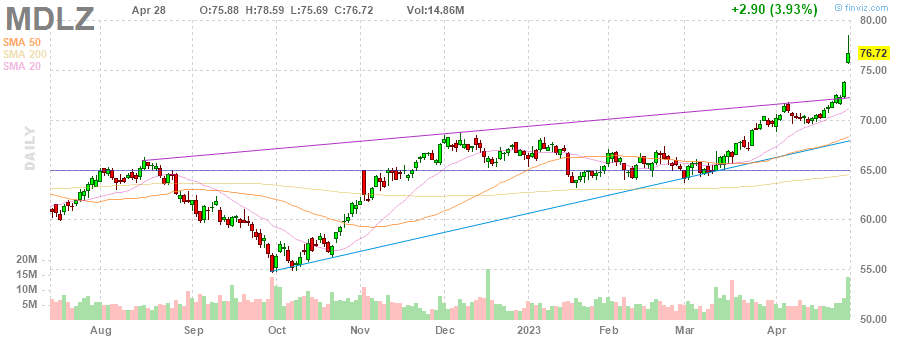 MDLZ Apr 28 O:75.88 H:78.59 L:75.69 C:76.72 Vol:14.86M +2.90 (3.93%) © finviz.com
SMA 50
SMA 200
SMA 20
DAILY
80.00
76.72
75.00
70.00
65.00
60.00
55.00
50.00
20M
15M
10M
5M
Aug Sep Oct Nov Dec 2023 Feb Mar Apr